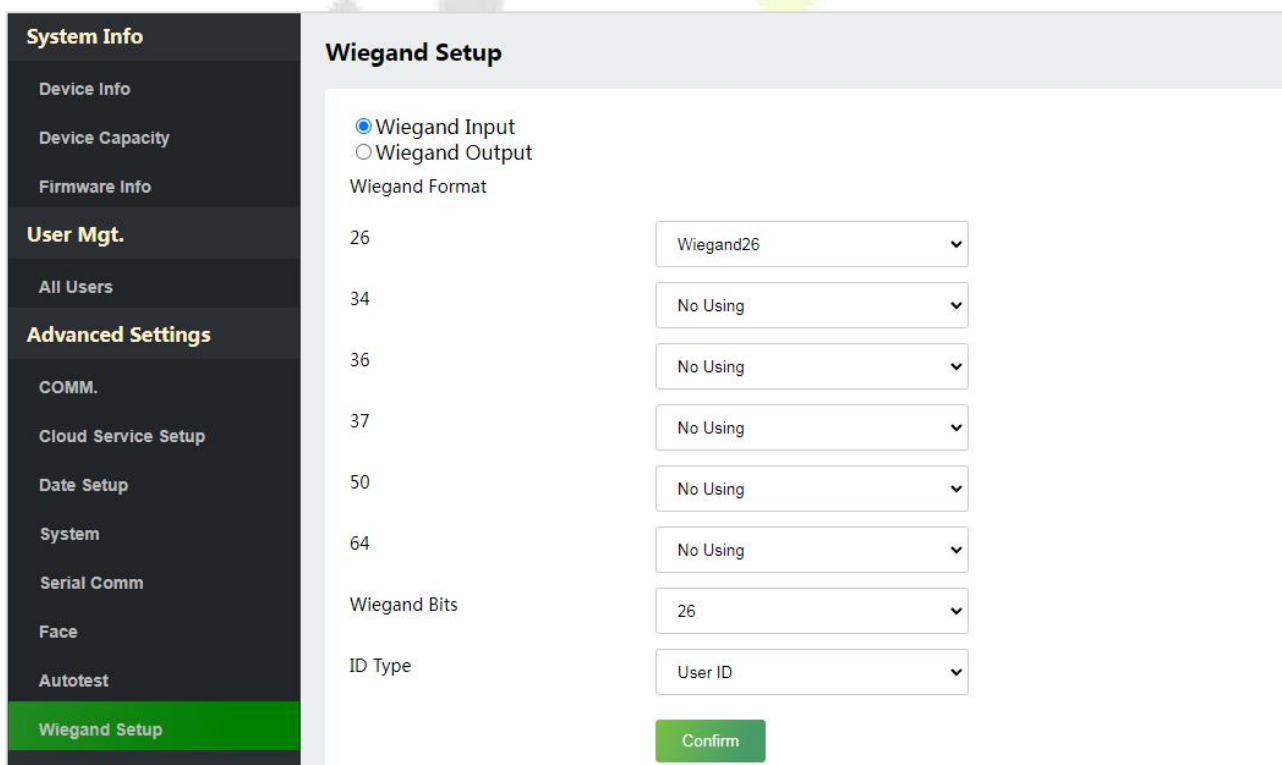 System Info
Device Info
Device Capacity
Firmware Info
User Mgt.
All Users
Advanced Settings
COMM.
Cloud Service Setup
Date Setup
System
Serial Comm
Face
Autotest
Wiegand Setup
Wiegand Setup
Wiegand Input
Wiegand Output
Wiegand Format
26 Wiegand26
34 No Using
36 No Using
37 No Using
50 No Using
64 No Using
Wiegand Bits 26
ID Type User ID
Confirm